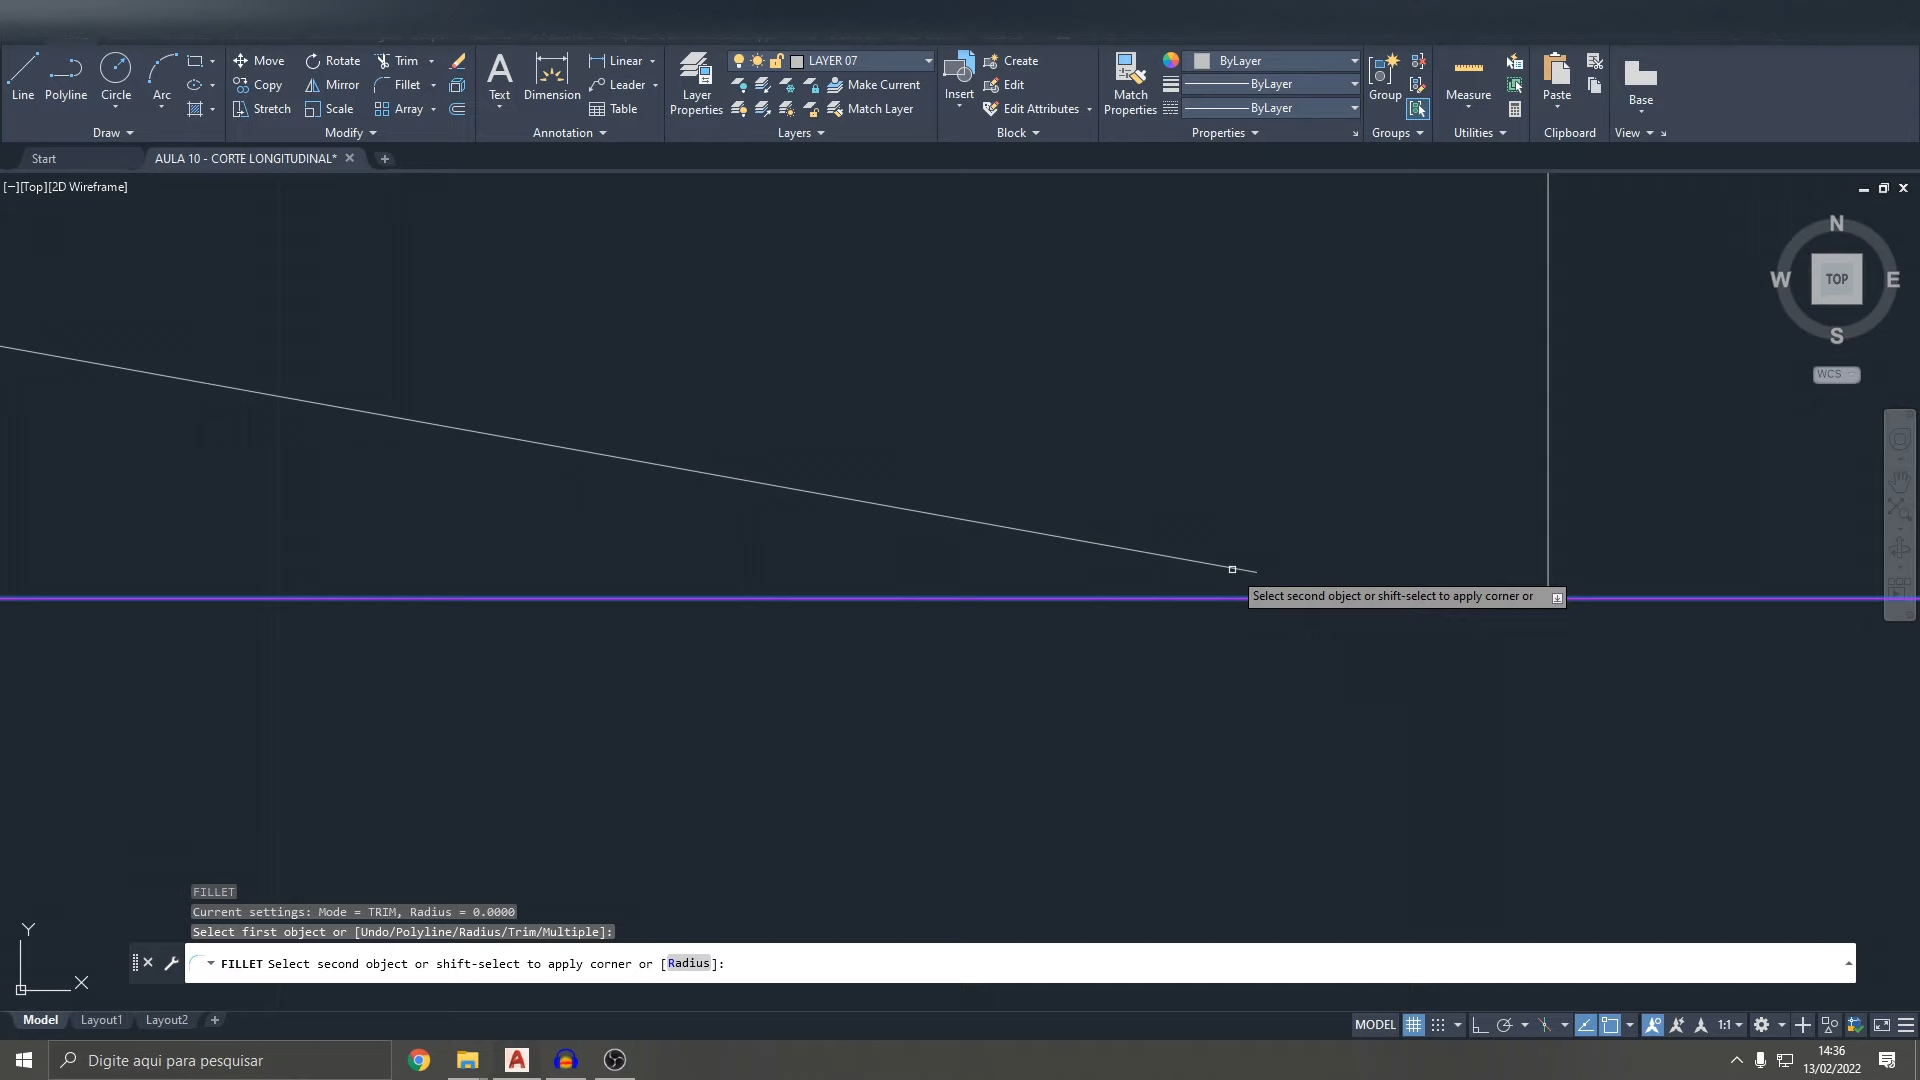 Line
Polyline
Circle
Arc
Move
Copy
Stretch
Rotate
Mirror
Scale
Trim
Fillet
Array
Text
Dimension
Linear
Leader
Table
Layer
Properties
LAYER 07
Make Current
Match Layer
Insert
Create
Edit
Edit Attributes
Match
Properties
ByLayer
ByLayer
ByLayer
Group
Measure
Paste
Base
Draw
Modify
Annotation
Layers
Block
Properties
Groups
Utilities
Clipboard
View
Start
AULA 10 - CORTE LONGITUDINAL*
[−][Top][2D Wireframe]
N
W
TOP
E
S
WCS
Select second object or shift-select to apply corner or
FILLET
Current settings: Mode = TRIM, Radius = 0.0000
Select first object or [Undo/Polyline/Radius/Trim/Multiple]:
FILLET Select second object or shift-select to apply corner or [Radius]:
Y
X
Model
Layout1
Layout2
MODEL
1:1
Digite aqui para pesquisar
14:36
13/02/2022